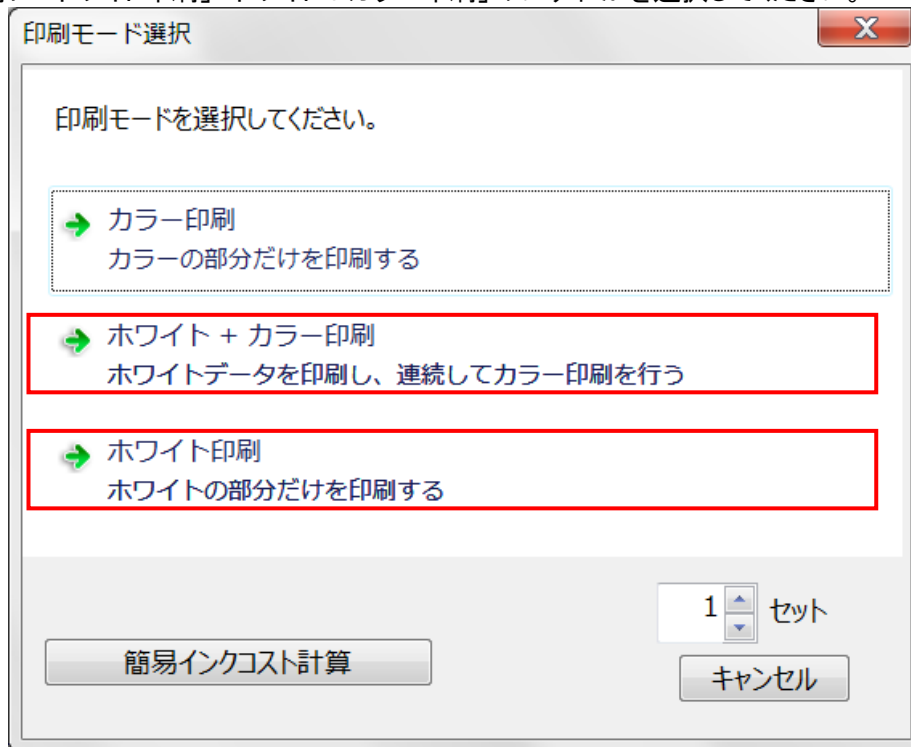 印刷モード選択
印刷モードを選択してください。
カラー印刷
カラーの部分だけを印刷する
ホワイト + カラー印刷
ホワイトデータを印刷し、連続してカラー印刷を行う
ホワイト印刷
ホワイトの部分だけを印刷する
1 セット
簡易インクコスト計算
キャンセル